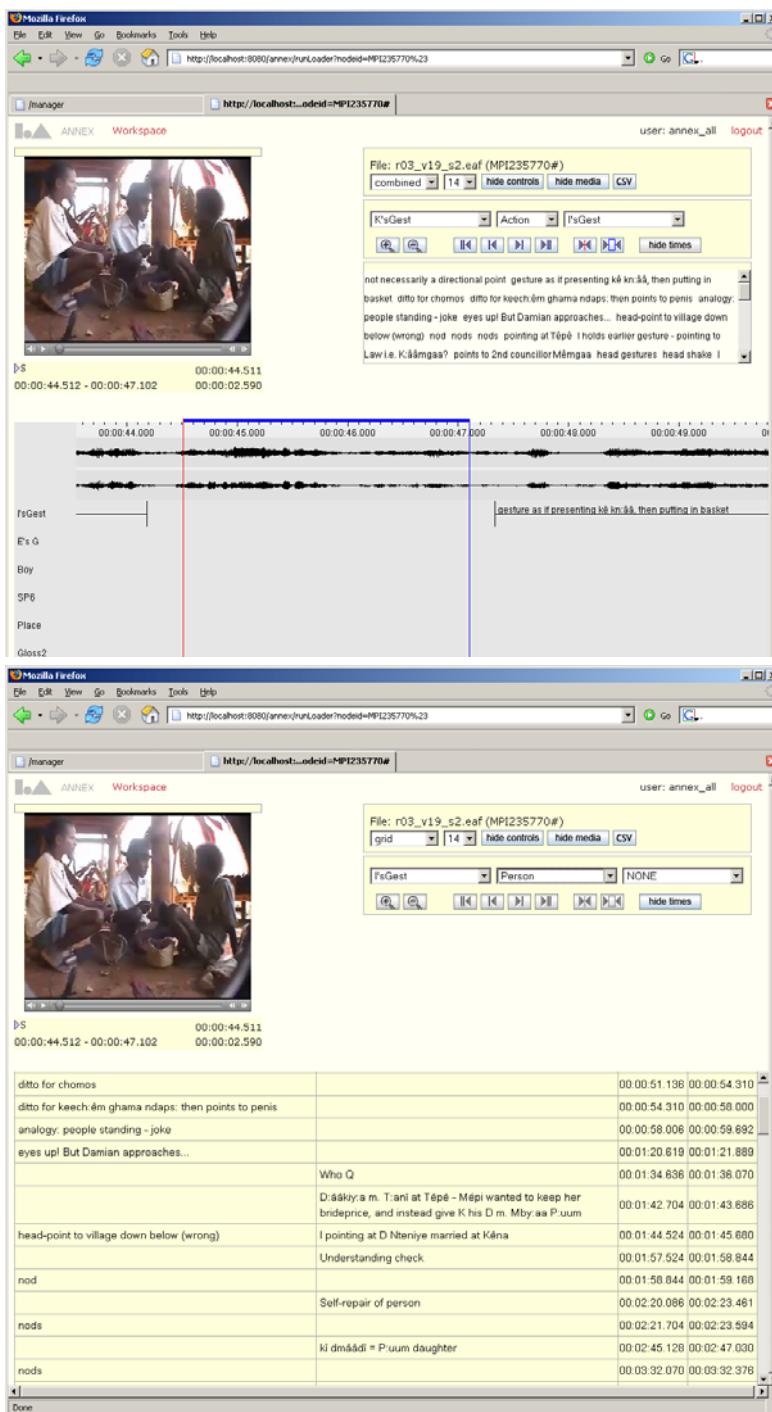 Mozilla Firefox
File Edit View Go Bookmarks Tools Help
http://localhost:8080/annex/runLoader?nodeid=MPI235770%23 Go
/manager http://localhost:...odeid=MPI235770#
ANNEX Workspace user: annex_all logout
File: r03_v19_s2.eaf (MPI235770#)
combined 14 hide controls hide media CSV
K'sGest Action I'sGest
hide times
not necessarily a directional point gesture as if presenting kê kn:åå, then putting in
basket ditto for chomos ditto for keech:êm ghama ndaps: then points to penis analogy:
people standing - joke eyes up! But Damian approaches... head-point to village down
below (wrong) nod nods nods pointing at Tépé I holds earlier gesture - pointing to
Law i.e. K:ââmgaa? points to 2nd councillor Mêmgaa head gestures head shake I
S 00:00:44.511
00:00:44.512 - 00:00:47.102 00:00:02.590
00:00:44.000 00:00:45.000 00:00:46.000 00:00:47.000 00:00:48.000 00:00:49.000
I'sGest gesture as if presenting kê kn:åå, then putting in basket
E's G
Boy
SP6
Place
Gloss2
Mozilla Firefox
File Edit View Go Bookmarks Tools Help
http://localhost:8080/annex/runLoader?nodeid=MPI235770%23 Go
/manager http://localhost:...odeid=MPI235770#
ANNEX Workspace user: annex_all logout
File: r03_v19_s2.eaf (MPI235770#)
grid 14 hide controls hide media CSV
I'sGest Person NONE
hide times
S 00:00:44.511
00:00:44.512 - 00:00:47.102 00:00:02.590
ditto for chomos 00:00:51.136 00:00:54.310
ditto for keech:êm ghama ndaps: then points to penis 00:00:54.310 00:00:58.000
analogy: people standing - joke 00:00:58.006 00:00:59.692
eyes up! But Damian approaches... 00:01:20.619 00:01:21.889
Who Q 00:01:34.636 00:01:36.070
D:ââkiy:a m. T:anî at Tépé - Mépi wanted to keep her
brideprice, and instead give K his D m. Mby:aa P:uum 00:01:42.704 00:01:43.686
head-point to village down below (wrong) I pointing at D Nteniye married at Kêna 00:01:44.524 00:01:45.680
Understanding check 00:01:57.524 00:01:58.844
nod 00:01:58.844 00:01:59.168
Self-repair of person 00:02:20.086 00:02:23.461
nods 00:02:21.704 00:02:23.594
kî dmââdî = P:uum daughter 00:02:45.128 00:02:47.030
nods 00:03:32.070 00:03:32.376
Done